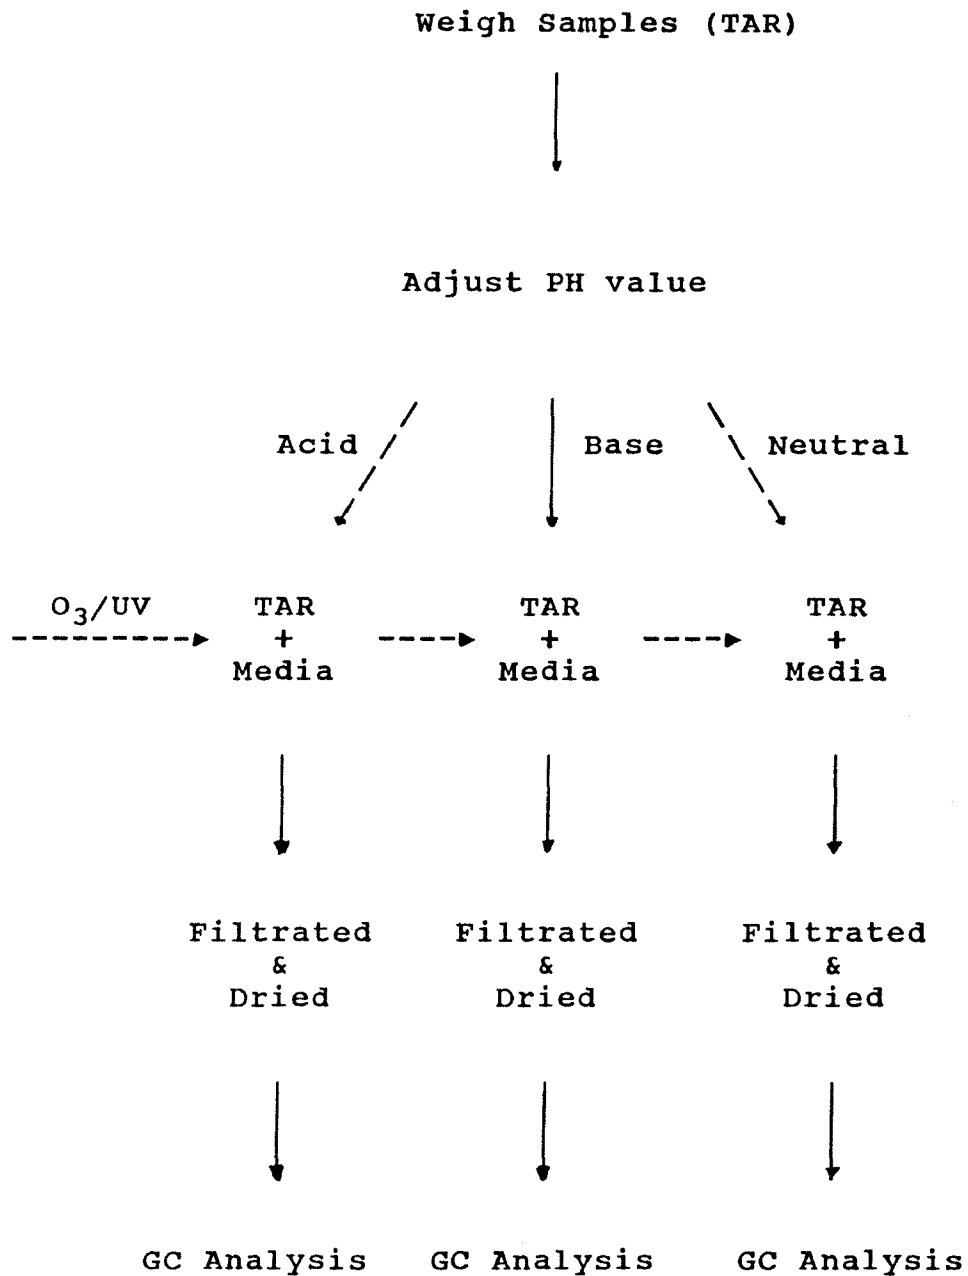 Weigh Samples (TAR)
Adjust PH value
Acid Base Neutral
O3/UV TAR TAR TAR
+ + +
Media Media Media
Filtrated Filtrated Filtrated
& & &
Dried Dried Dried
GC Analysis GC Analysis GC Analysis